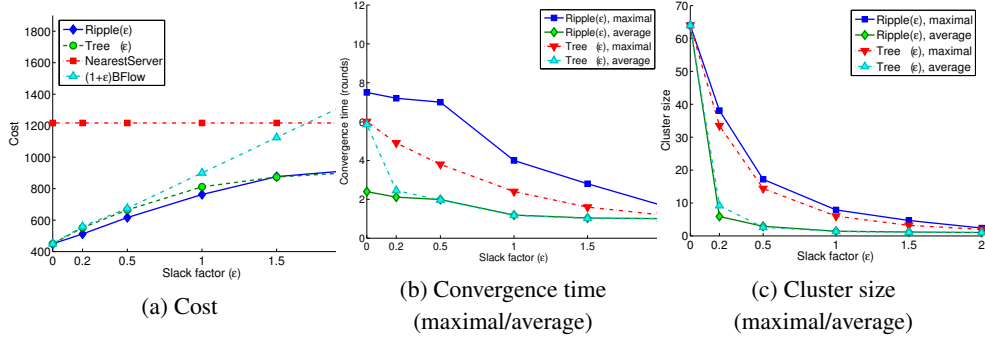 1800
1600
1400
1200
1000
800
600
400
Cost
0 0.2 0.5 1 1.5
Slack factor (ε)
Ripple(ε)
Tree (ε)
NearestServer
(1+ε)BFlow
(a) Cost
12
10
8
6
4
2
0
Convergence time (rounds)
0 0.2 0.5 1 1.5
Slack factor (ε)
Ripple(ε), maximal
Ripple(ε), average
Tree (ε), maximal
Tree (ε), average
(b) Convergence time
(maximal/average)
70
60
50
40
30
20
10
0
Cluster size
0 0.2 0.5 1 1.5 2
Slack factor (ε)
Ripple(ε), maximal
Ripple(ε), average
Tree (ε), maximal
Tree (ε), average
(c) Cluster size
(maximal/average)